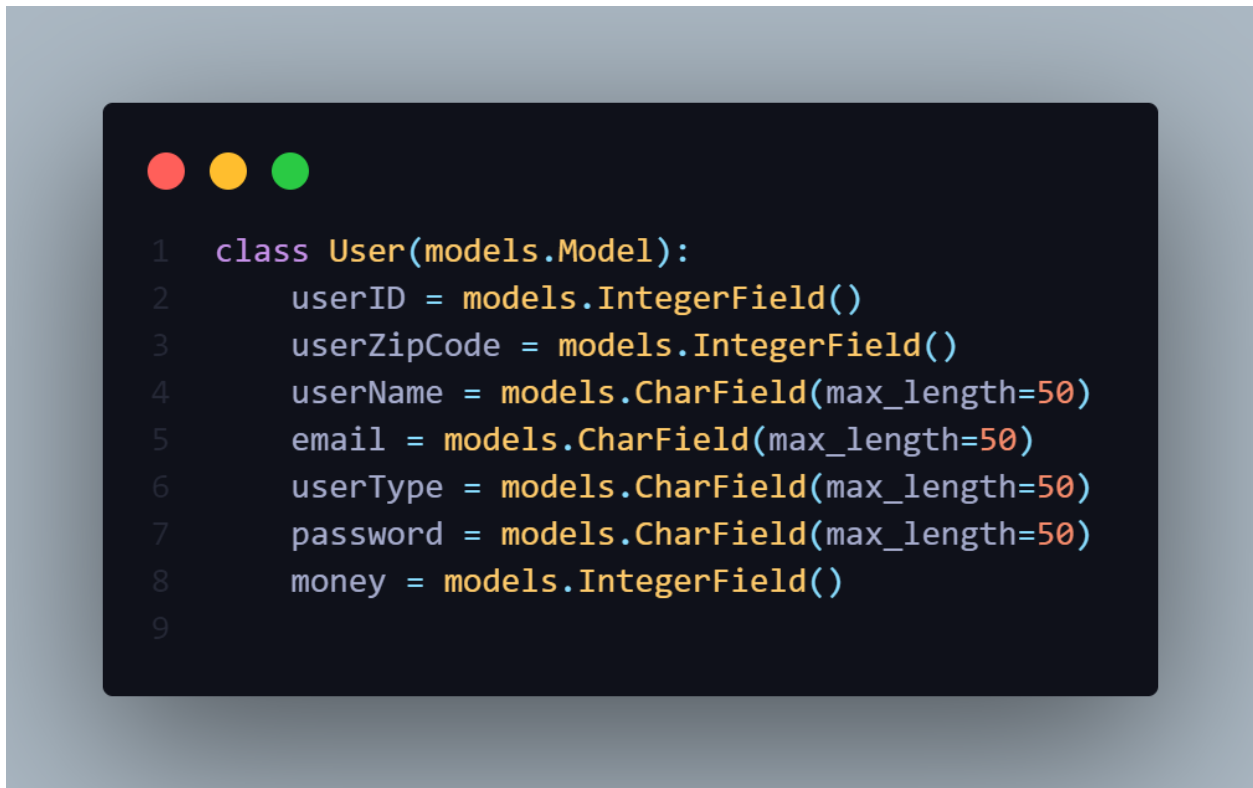 1 class User(models.Model):
2     userID = models.IntegerField()
3     userZipCode = models.IntegerField()
4     userName = models.CharField(max_length=50)
5     email = models.CharField(max_length=50)
6     userType = models.CharField(max_length=50)
7     password = models.CharField(max_length=50)
8     money = models.IntegerField()
9